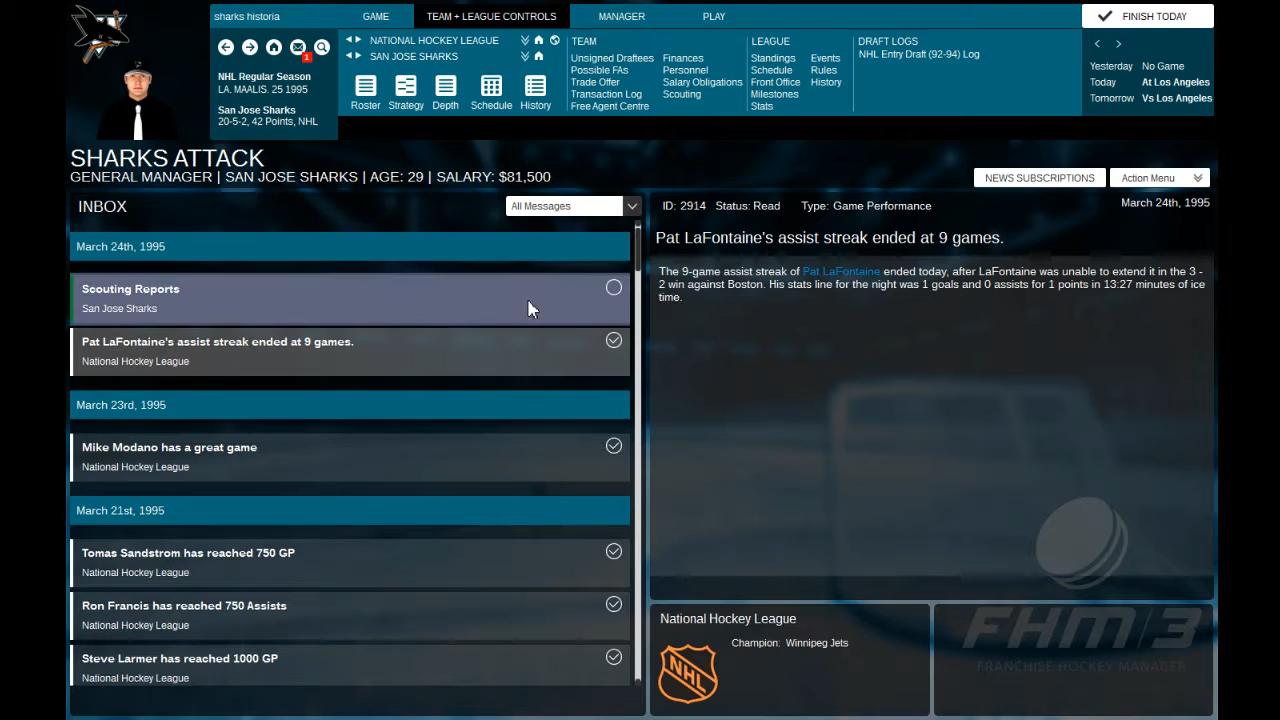 sharks historia
GAME
TEAM + LEAGUE CONTROLS
MANAGER
PLAY
FINISH TODAY
1
NHL Regular Season
LA. MAALIS. 25 1995
San Jose Sharks
20-5-2, 42 Points, NHL
NATIONAL HOCKEY LEAGUE
SAN JOSE SHARKS
Roster
Strategy
Depth
Schedule
History
TEAM
Unsigned Draftees
Finances
Possible FAs
Personnel
Trade Offer
Salary Obligations
Transaction Log
Scouting
Free Agent Centre
LEAGUE
Standings
Events
Schedule
Rules
Front Office
History
Milestones
Stats
DRAFT LOGS
NHL Entry Draft (92-94) Log
Yesterday No Game
Today At Los Angeles
Tomorrow Vs Los Angeles
SHARKS ATTACK
GENERAL MANAGER | SAN JOSE SHARKS | AGE: 29 | SALARY: $81,500
NEWS SUBSCRIPTIONS
Action Menu
INBOX
All Messages
March 24th, 1995
Scouting Reports
San Jose Sharks
Pat LaFontaine's assist streak ended at 9 games.
National Hockey League
March 23rd, 1995
Mike Modano has a great game
National Hockey League
March 21st, 1995
Tomas Sandstrom has reached 750 GP
National Hockey League
Ron Francis has reached 750 Assists
National Hockey League
Steve Larmer has reached 1000 GP
National Hockey League
ID: 2914 Status: Read Type: Game Performance
March 24th, 1995
Pat LaFontaine's assist streak ended at 9 games.
The 9-game assist streak of Pat LaFontaine ended today, after LaFontaine was unable to extend it in the 3 -
2 win against Boston. His stats line for the night was 1 goals and 0 assists for 1 points in 13:27 minutes of ice
time.
National Hockey League
Champion: Winnipeg Jets
NHL
FHM/3
FRANCHISE HOCKEY MANAGER